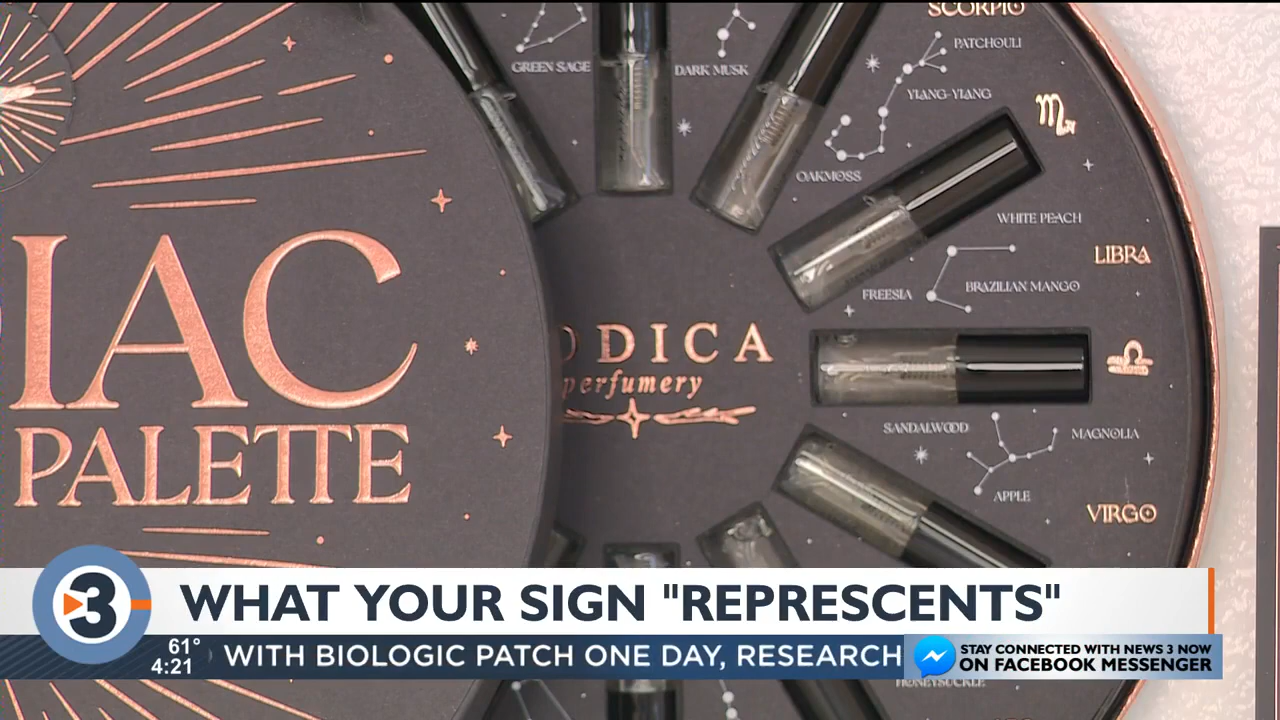 SCORPIO
PATCHOULI
GREEN SAGE
DARK MUSK
YLANG-YLANG
OAKMOSS
WHITE PEACH
LIBRA
BRAZILIAN MANGO
FREESIA
IAC
PALETTE
ODICA
perfumery
SANDALWOOD
MAGNOLIA
APPLE
VIRGO
3
WHAT YOUR SIGN "REPRESCENTS"
61°
4:21
WITH BIOLOGIC PATCH ONE DAY, RESEARCH
STAY CONNECTED WITH NEWS 3 NOW
ON FACEBOOK MESSENGER
HONEYSUCKLE